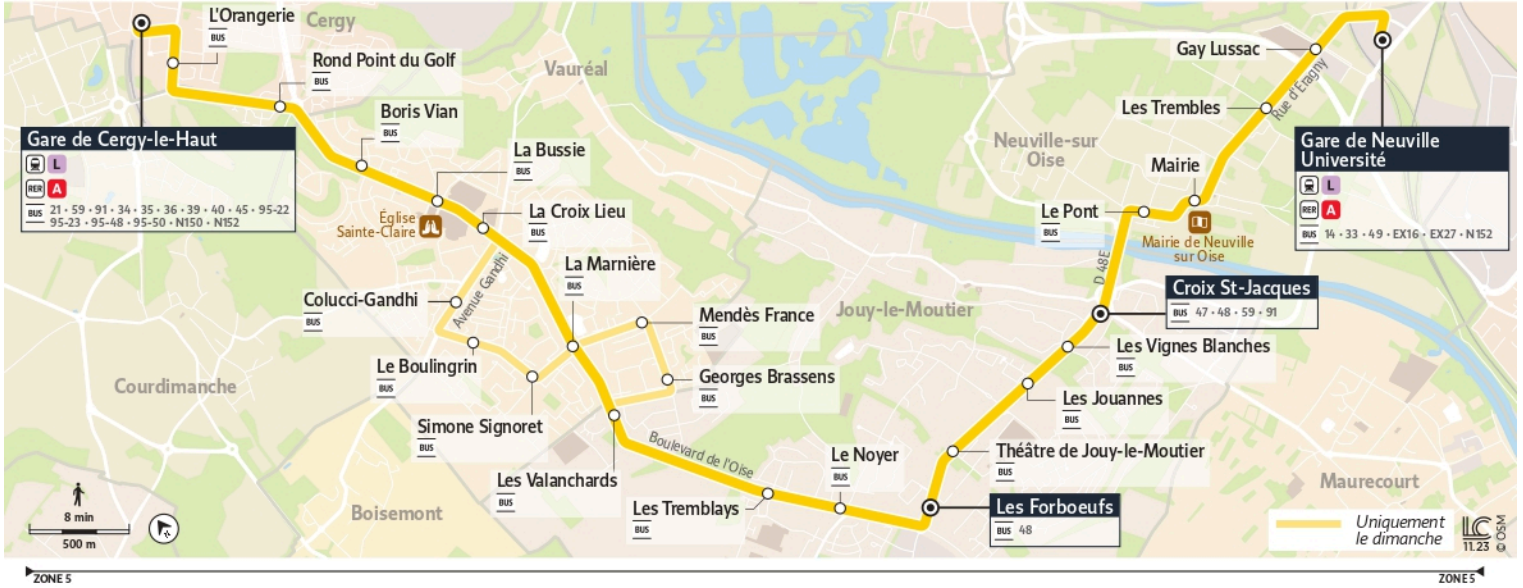 L'Orangerie
BUS
Cergy
Rond Point du Golf
BUS
Vauréal
Boris Vian
BUS
La Bussie
BUS
Gare de Cergy-le-Haut
L
RER A
BUS 21 • 59 • 91 • 34 • 35 • 36 • 39 • 40 • 45 • 95-22
95-23 • 95-48 • 95-50 • N150 • N152
Église
Sainte-Claire
La Croix Lieu
BUS
La Marnière
BUS
Colucci-Gandhi
BUS
Avenue Gandhi
Mendès France
BUS
Le Boulingrin
BUS
Georges Brassens
BUS
Courdimanche
Simone Signoret
BUS
Boulevard de l'Oise
Les Valanchards
BUS
Les Tremblays
BUS
Le Noyer
BUS
Boisemont
Les Forboeufs
BUS 48
Théâtre de Jouy-le-Moutier
BUS
Les Jouannes
BUS
Les Vignes Blanches
BUS
Jouy-le-Moutier
Croix St-Jacques
BUS 47 • 48 • 59 • 91
D 48E
Le Pont
BUS
Mairie de Neuville
sur Oise
Mairie
Neuville-sur
Oise
Les Trembles
Rue d'Éragny
Gay Lussac
Gare de Neuville
Université
L
RER A
BUS 14 • 33 • 49 • EX16 • EX27 • N152
Maurecourt
8 min
500 m
Uniquement
le dimanche
LC
11.23
© OSM
ZONE 5
ZONE 5